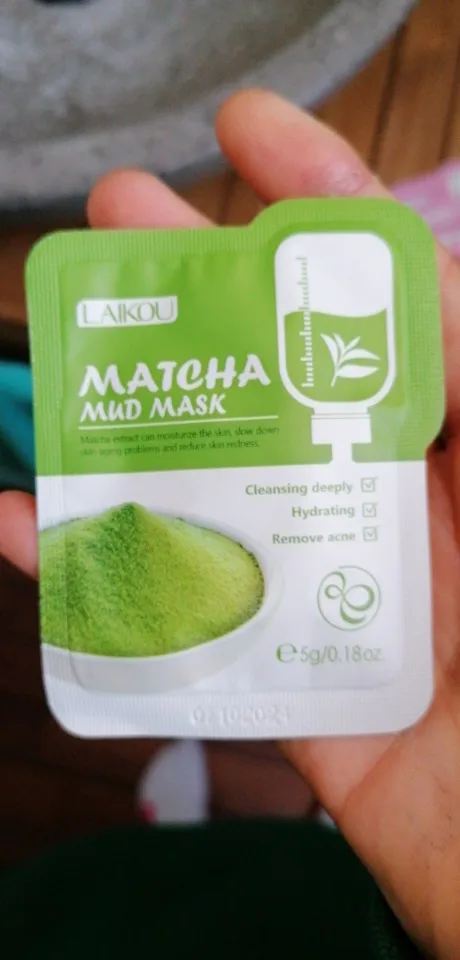 LAIKOU
MATCHA
MUD MASK
Matcha extract can moisturize the skin, slow down
skin aging problems and reduce skin redness.
Cleansing deeply
Hydrating
Remove acne
℮5g/0.18oz.